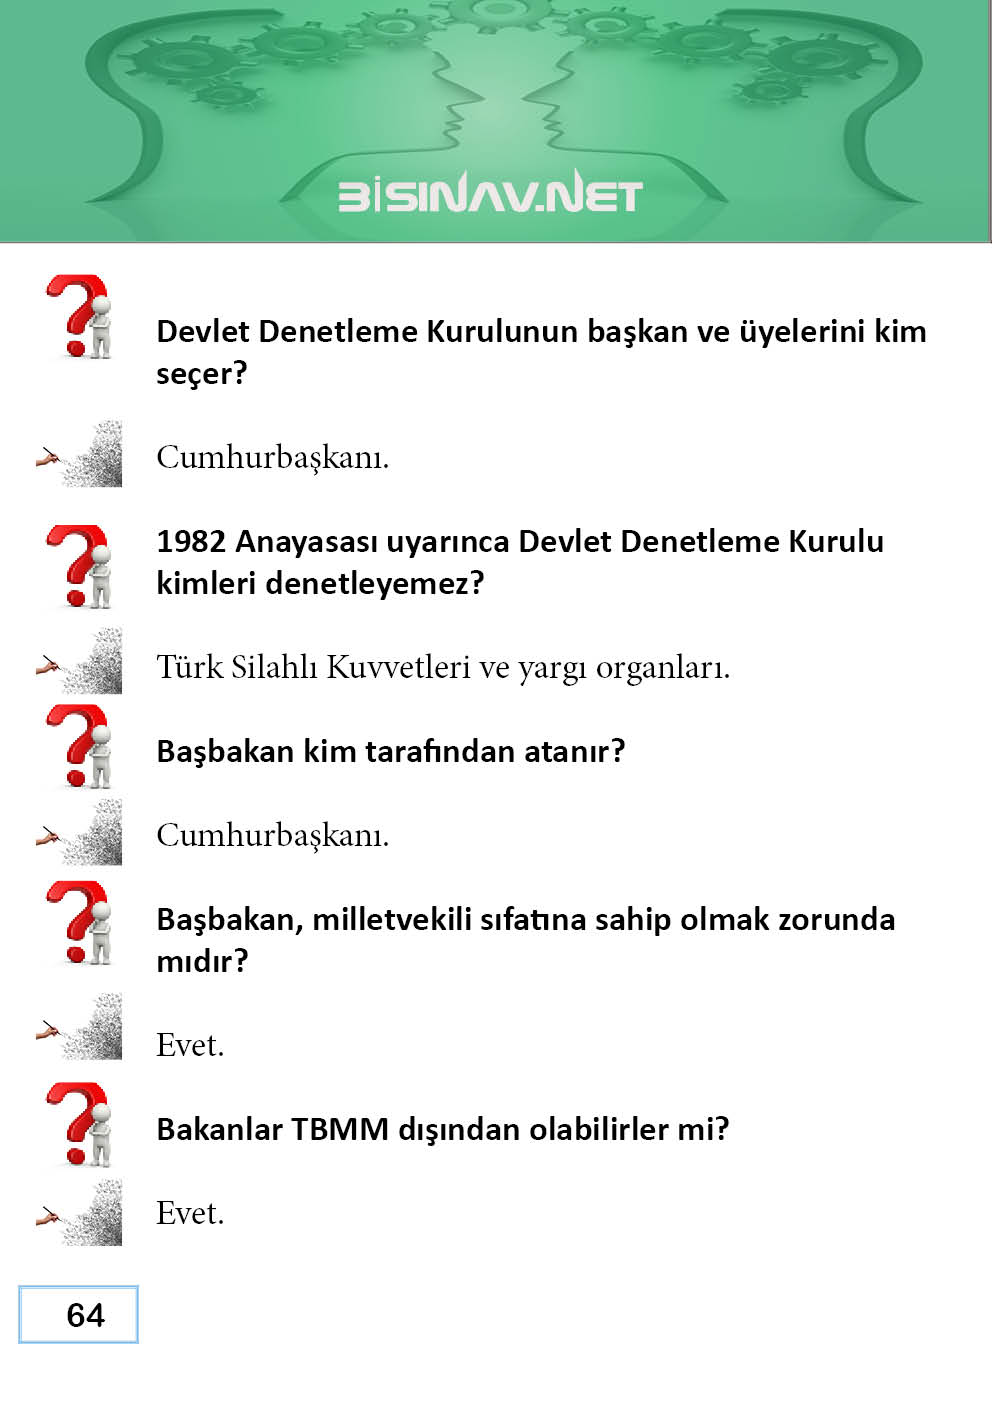 BİSINAV.NET
Devlet Denetleme Kurulunun başkan ve üyelerini kim
seçer?
Cumhurbaşkanı.
1982 Anayasası uyarınca Devlet Denetleme Kurulu
kimleri denetleyemez?
Türk Silahlı Kuvvetleri ve yargı organları.
Başbakan kim tarafından atanır?
Cumhurbaşkanı.
Başbakan, milletvekili sıfatına sahip olmak zorunda
mıdır?
Evet.
Bakanlar TBMM dışından olabilirler mi?
Evet.
64